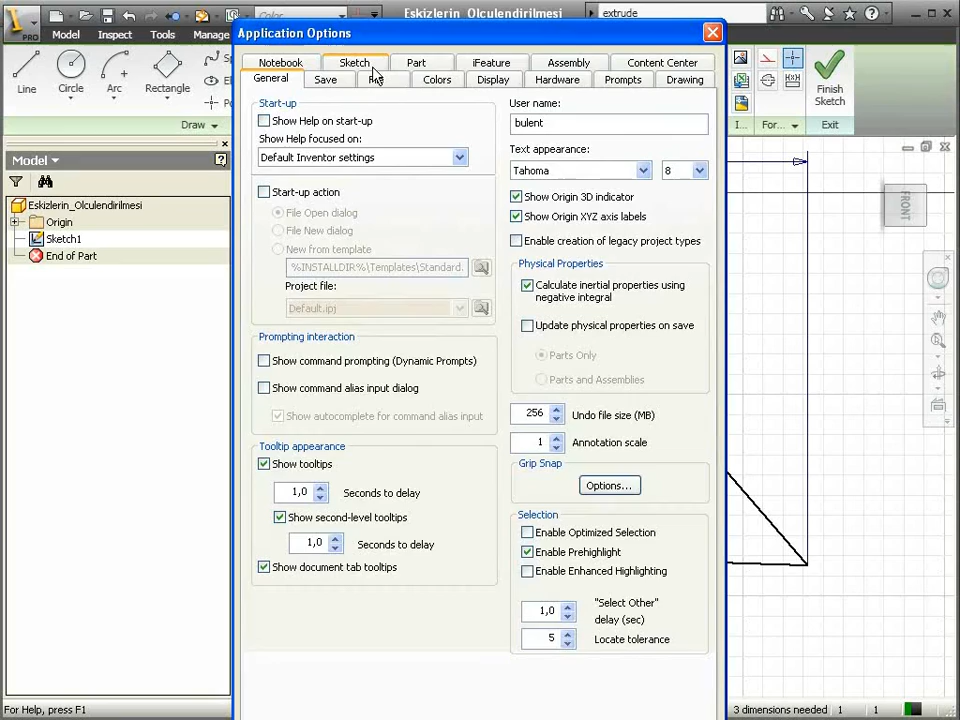 Color
Eskizlerin_Olculendirilmesi
extrude
PRO
Model
Inspect
Tools
Manage
Application Options
Line
Circle
Arc
Rectangle
Draw
Finish
Sketch
I...
For...
Exit
Notebook
Sketch
Part
iFeature
Assembly
Content Center
General
Save
Colors
Display
Hardware
Prompts
Drawing
Model
Eskizlerin_Olculendirilmesi
Origin
Sketch1
End of Part
Start-up
Show Help on start-up
Show Help focused on:
Default Inventor settings
Start-up action
File Open dialog
File New dialog
New from template
%INSTALLDIR%\Templates\Standard.
Project file:
Default.ipj
Prompting interaction
Show command prompting (Dynamic Prompts)
Show command alias input dialog
Show autocomplete for command alias input
Tooltip appearance
Show tooltips
1,0 Seconds to delay
Show second-level tooltips
1,0 Seconds to delay
Show document tab tooltips
User name:
bulent
Text appearance:
Tahoma
8
Show Origin 3D indicator
Show Origin XYZ axis labels
Enable creation of legacy project types
Physical Properties
Calculate inertial properties using
negative integral
Update physical properties on save
Parts Only
Parts and Assemblies
256 Undo file size (MB)
1 Annotation scale
Grip Snap
Options...
Selection
Enable Optimized Selection
Enable Prehighlight
Enable Enhanced Highlighting
1,0 "Select Other"
delay (sec)
5 Locate tolerance
FRONT
For Help, press F1
3 dimensions needed 1 1